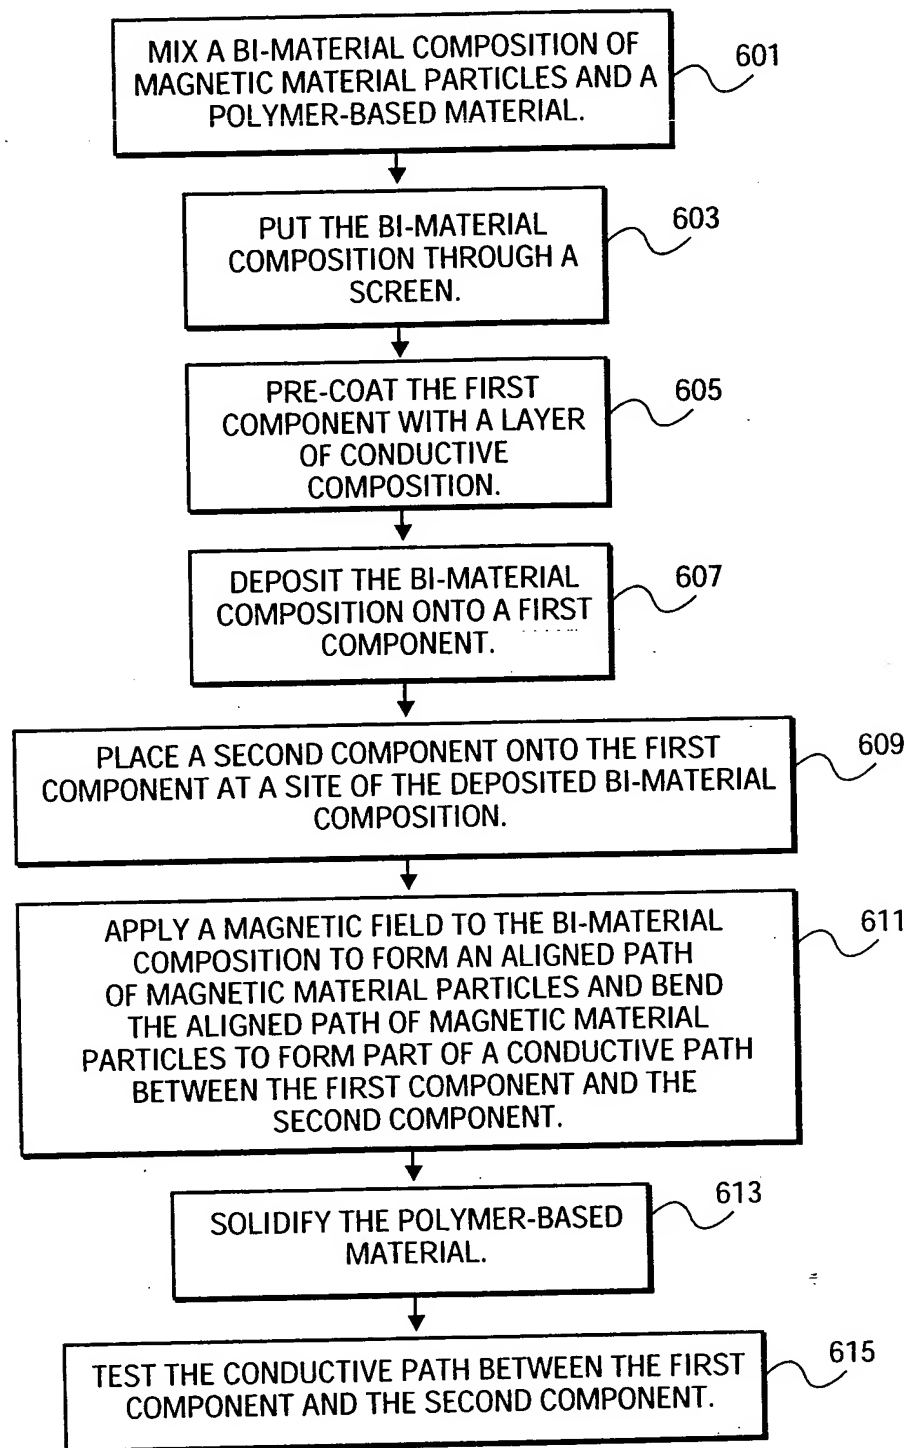 MIX A BI-MATERIAL COMPOSITION OF
MAGNETIC MATERIAL PARTICLES AND A
POLYMER-BASED MATERIAL.
601
PUT THE BI-MATERIAL
COMPOSITION THROUGH A
SCREEN.
603
PRE-COAT THE FIRST
COMPONENT WITH A LAYER
OF CONDUCTIVE
COMPOSITION.
605
DEPOSIT THE BI-MATERIAL
COMPOSITION ONTO A FIRST
COMPONENT.
607
PLACE A SECOND COMPONENT ONTO THE FIRST
COMPONENT AT A SITE OF THE DEPOSITED BI-MATERIAL
COMPOSITION.
609
APPLY A MAGNETIC FIELD TO THE BI-MATERIAL
COMPOSITION TO FORM AN ALIGNED PATH
OF MAGNETIC MATERIAL PARTICLES AND BEND
THE ALIGNED PATH OF MAGNETIC MATERIAL
PARTICLES TO FORM PART OF A CONDUCTIVE PATH
BETWEEN THE FIRST COMPONENT AND THE
SECOND COMPONENT.
611
SOLIDIFY THE POLYMER-BASED
MATERIAL.
613
TEST THE CONDUCTIVE PATH BETWEEN THE FIRST
COMPONENT AND THE SECOND COMPONENT.
615